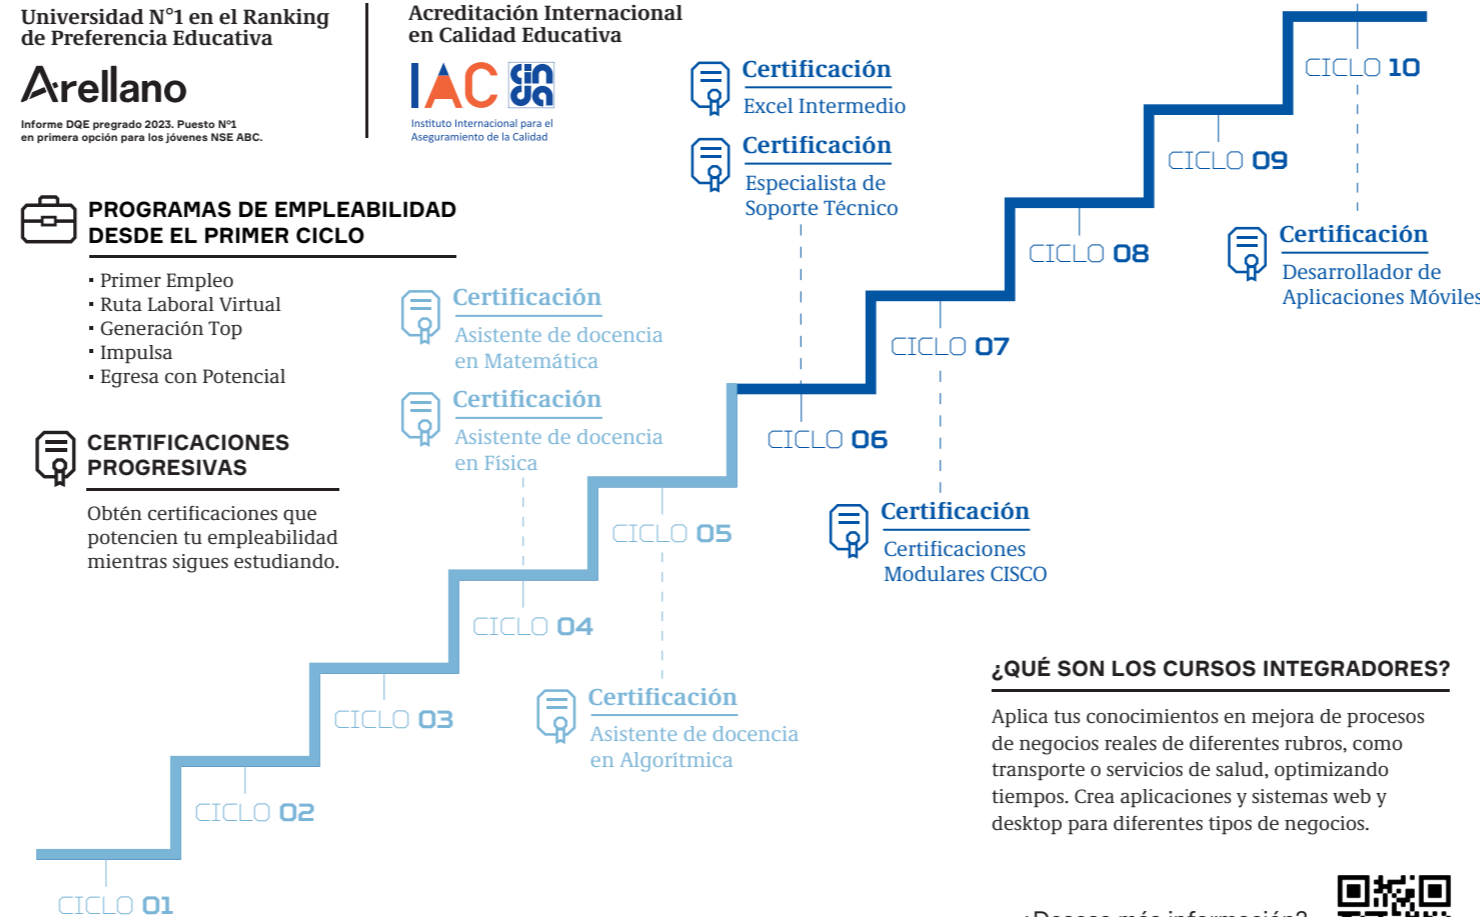 Universidad N°1 en el Ranking
de Preferencia Educativa
Arellano
Informe DQE pregrado 2023. Puesto Nº1
en primera opción para los jóvenes NSE ABC.
Acreditación Internacional
en Calidad Educativa
IAC cinda
Instituto Internacional para el
Aseguramiento de la Calidad
PROGRAMAS DE EMPLEABILIDAD
DESDE EL PRIMER CICLO
▪ Primer Empleo
▪ Ruta Laboral Virtual
▪ Generación Top
▪ Impulsa
▪ Egresa con Potencial
CERTIFICACIONES
PROGRESIVAS
Obtén certificaciones que
potencien tu empleabilidad
mientras sigues estudiando.
CICLO 01
CICLO 02
CICLO 03
CICLO 04
Certificación
Asistente de docencia
en Matemática
Certificación
Asistente de docencia
en Física
CICLO 05
Certificación
Asistente de docencia
en Algorítmica
CICLO 06
Certificación
Excel Intermedio
Certificación
Especialista de
Soporte Técnico
CICLO 07
Certificación
Certificaciones
Modulares CISCO
CICLO 08
CICLO 09
CICLO 10
Certificación
Desarrollador de
Aplicaciones Móviles
¿QUÉ SON LOS CURSOS INTEGRADORES?
Aplica tus conocimientos en mejora de procesos
de negocios reales de diferentes rubros, como
transporte o servicios de salud, optimizando
tiempos. Crea aplicaciones y sistemas web y
desktop para diferentes tipos de negocios.
¿Deseas más información?